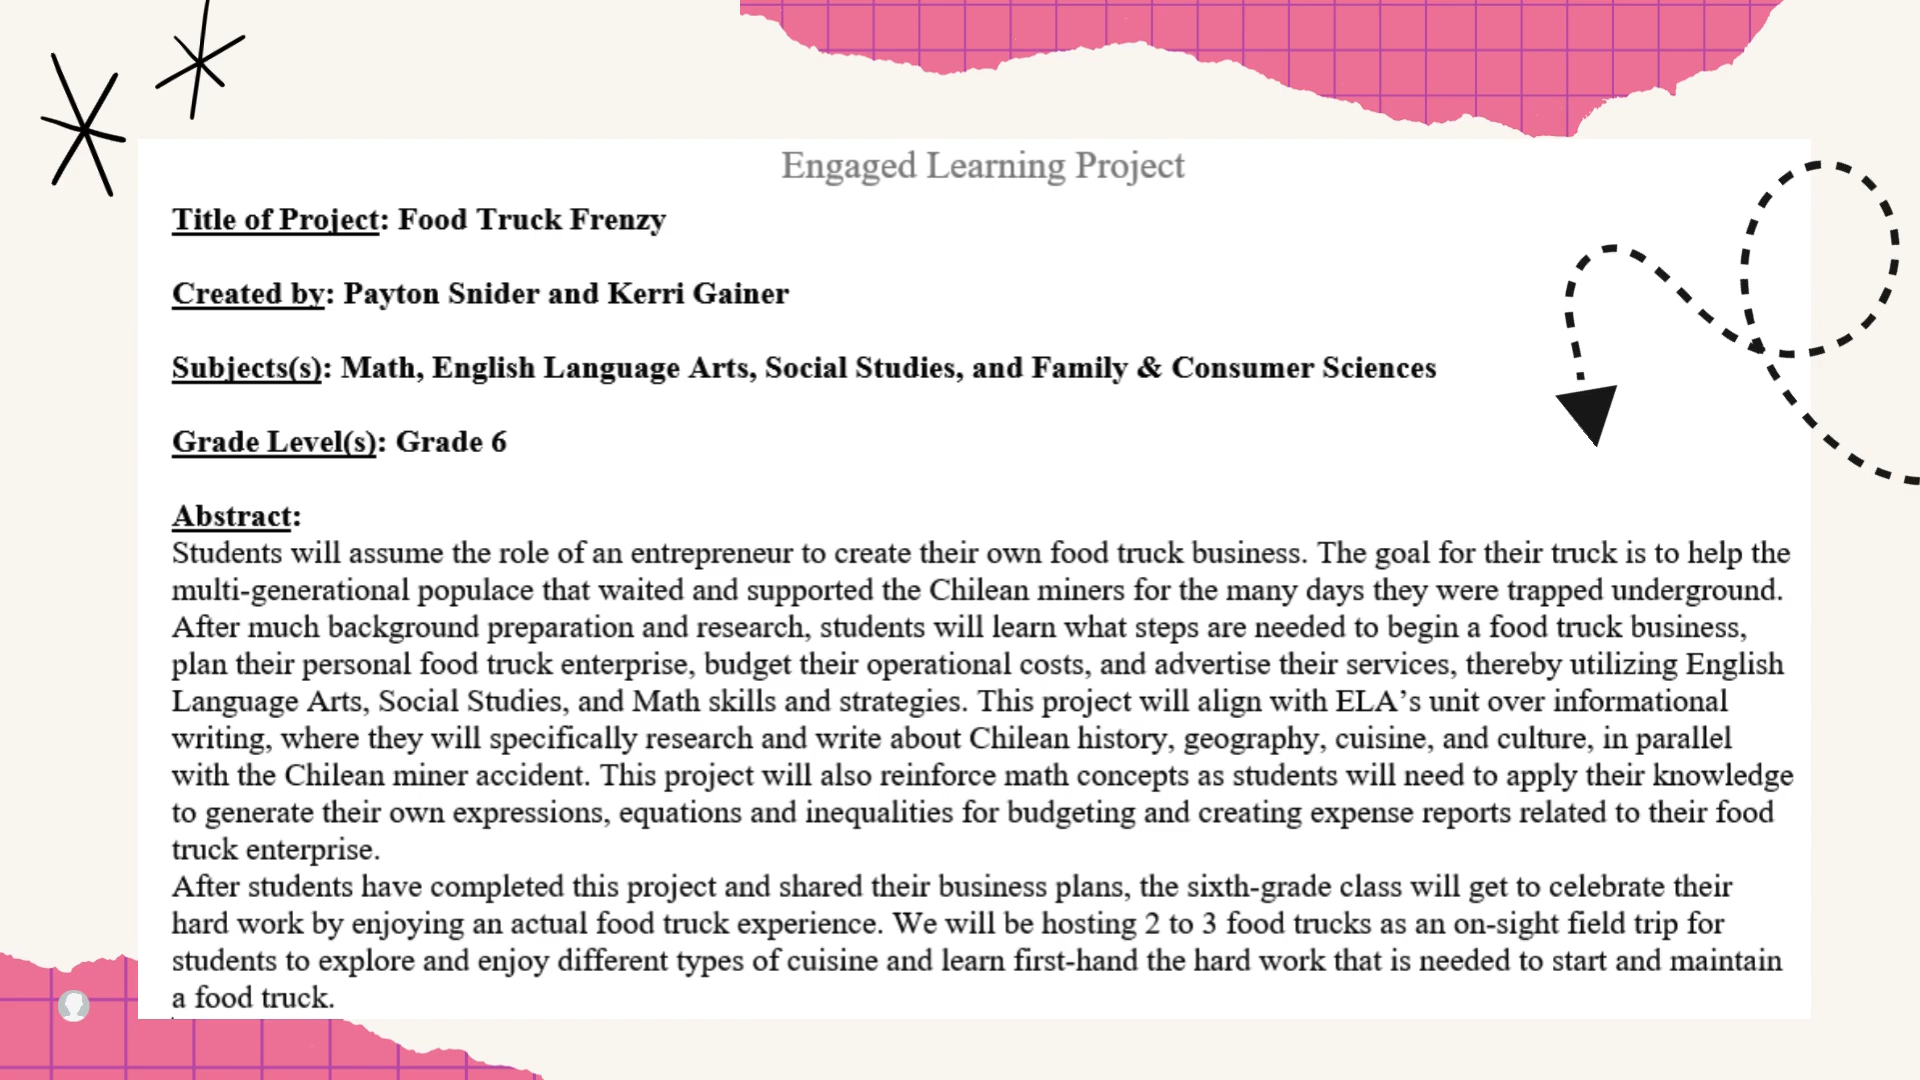 Engaged Learning Project
Title of Project: Food Truck Frenzy
Created by: Payton Snider and Kerri Gainer
Subjects(s): Math, English Language Arts, Social Studies, and Family & Consumer Sciences
Grade Level(s): Grade 6
Abstract:
Students will assume the role of an entrepreneur to create their own food truck business. The goal for their truck is to help the
multi-generational populace that waited and supported the Chilean miners for the many days they were trapped underground.
After much background preparation and research, students will learn what steps are needed to begin a food truck business,
plan their personal food truck enterprise, budget their operational costs, and advertise their services, thereby utilizing English
Language Arts, Social Studies, and Math skills and strategies. This project will align with ELA’s unit over informational
writing, where they will specifically research and write about Chilean history, geography, cuisine, and culture, in parallel
with the Chilean miner accident. This project will also reinforce math concepts as students will need to apply their knowledge
to generate their own expressions, equations and inequalities for budgeting and creating expense reports related to their food
truck enterprise.
After students have completed this project and shared their business plans, the sixth-grade class will get to celebrate their
hard work by enjoying an actual food truck experience. We will be hosting 2 to 3 food trucks as an on-sight field trip for
students to explore and enjoy different types of cuisine and learn first-hand the hard work that is needed to start and maintain
a food truck.